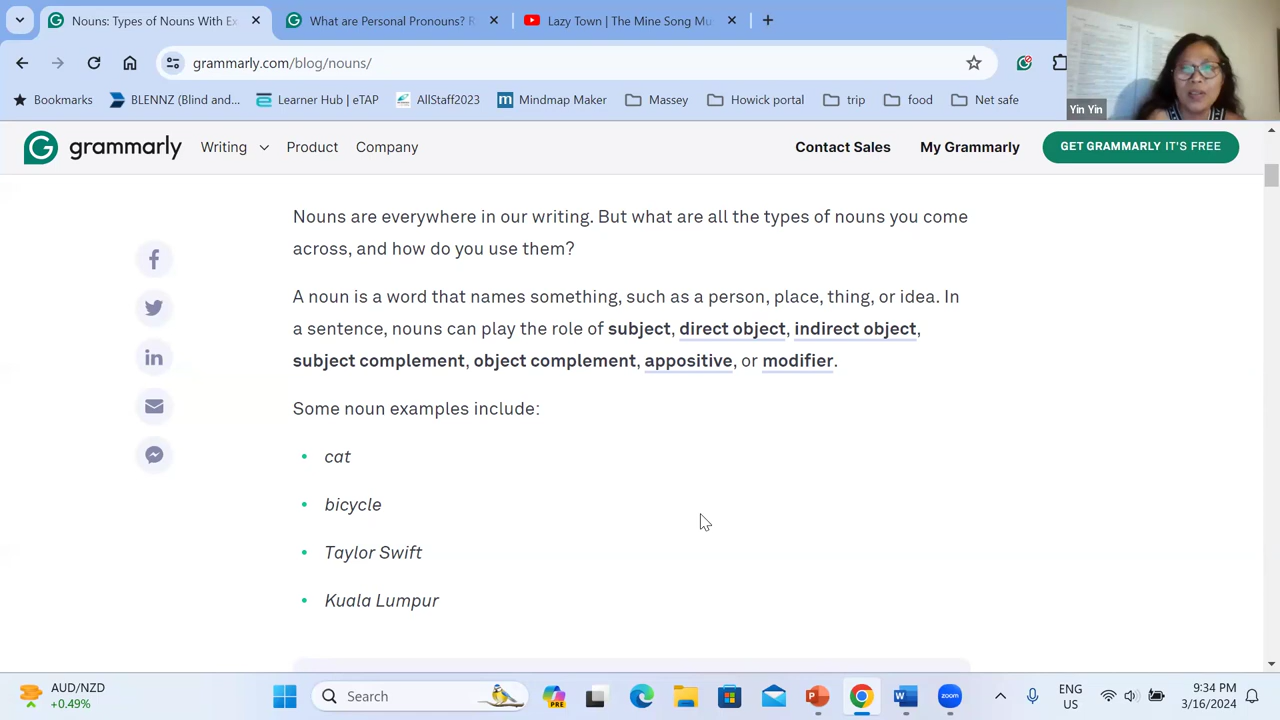 Nouns: Types of Nouns With Ex
What are Personal Pronouns? R
Lazy Town | The Mine Song Mu
grammarly.com/blog/nouns/
Bookmarks
BLENNZ (Blind and...
Learner Hub | eTAP
AllStaff2023
Mindmap Maker
Massey
Howick portal
trip
food
Net safe
Yin Yin
grammarly
Writing
Product
Company
Contact Sales
My Grammarly
GET GRAMMARLY IT'S FREE
Nouns are everywhere in our writing. But what are all the types of nouns you come
across, and how do you use them?
A noun is a word that names something, such as a person, place, thing, or idea. In
a sentence, nouns can play the role of subject, direct object, indirect object,
subject complement, object complement, appositive, or modifier.
Some noun examples include:
• cat
• bicycle
• Taylor Swift
• Kuala Lumpur
AUD/NZD
+0.49%
Search
PRE
zoom
ENG
US
9:34 PM
3/16/2024